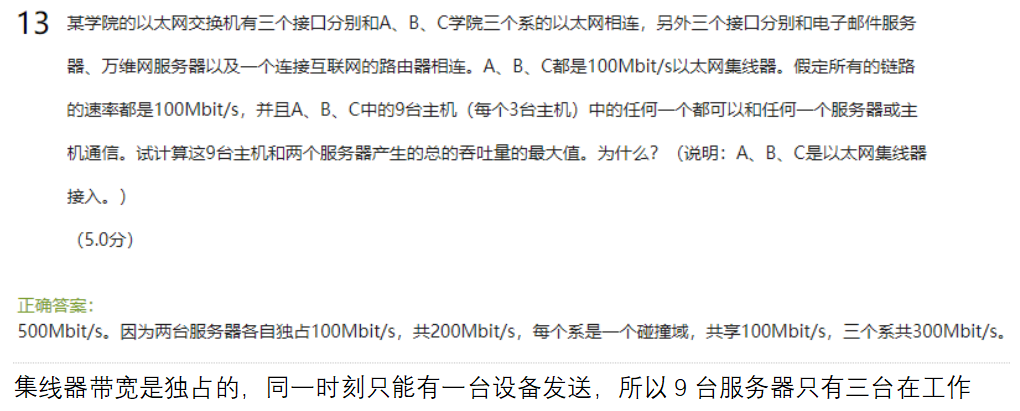 13 某学院的以太网交换机有三个接口分别和A、B、C学院三个系的以太网相连，另外三个接口分别和电子邮件服务
器、万维网服务器以及一个连接互联网的路由器相连。A、B、C都是100Mbit/s以太网集线器。假定所有的链路
的速率都是100Mbit/s，并且A、B、C中的9台主机（每个3台主机）中的任何一个都可以和任何一个服务器或主
机通信。试计算这9台主机和两个服务器产生的总的吞吐量的最大值。为什么？（说明：A、B、C是以太网集线器
接入。）
（5.0分）
正确答案：
500Mbit/s。因为两台服务器各自独占100Mbit/s，共200Mbit/s，每个系是一个碰撞域，共享100Mbit/s，三个系共300Mbit/s。
集线器带宽是独占的，同一时刻只能有一台设备发送，所以9台服务器只有三台在工作